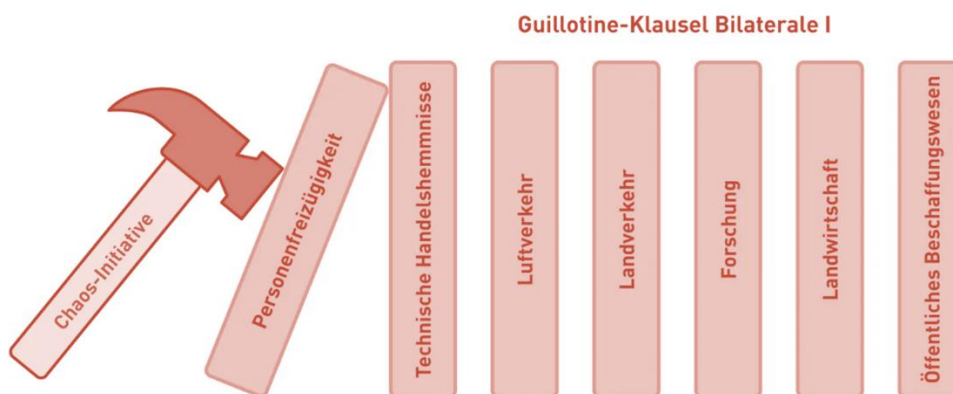 Guillotine-Klausel Bilaterale I
Chaos-Initiative
Personenfreizügigkeit
Technische Handelshemmnisse
Luftverkehr
Landverkehr
Forschung
Landwirtschaft
Öffentliches Beschaffungswesen